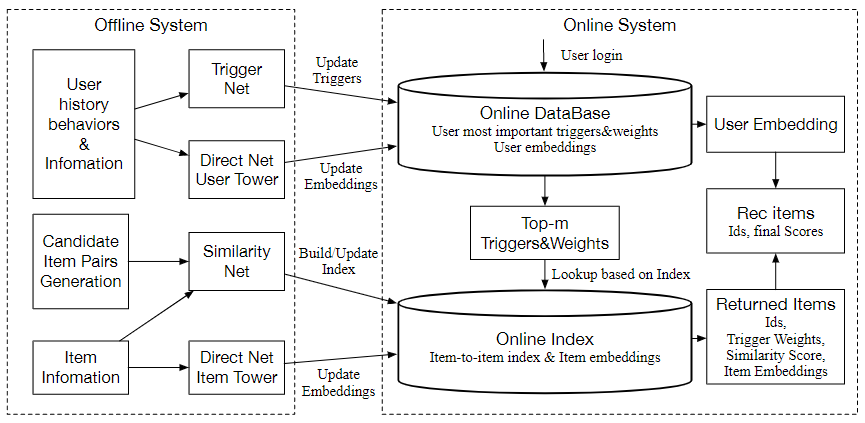 Offline System
Online System
User
history
behaviors
&
Infomation
Trigger
Net
Direct Net
User Tower
Candidate
Item Pairs
Generation
Similarity
Net
Item
Infomation
Direct Net
Item Tower
Update
Triggers
Update
Embeddings
Build/Update
Index
Update
Embeddings
User login
Online DataBase
User most important triggers&weights
User embeddings
User Embedding
Top-m
Triggers&Weights
Rec items
Ids, final Scores
Lookup based on Index
Online Index
Item-to-item index & Item embeddings
Returned Items
Ids,
Trigger Weights,
Similarity Score,
Item Embeddings